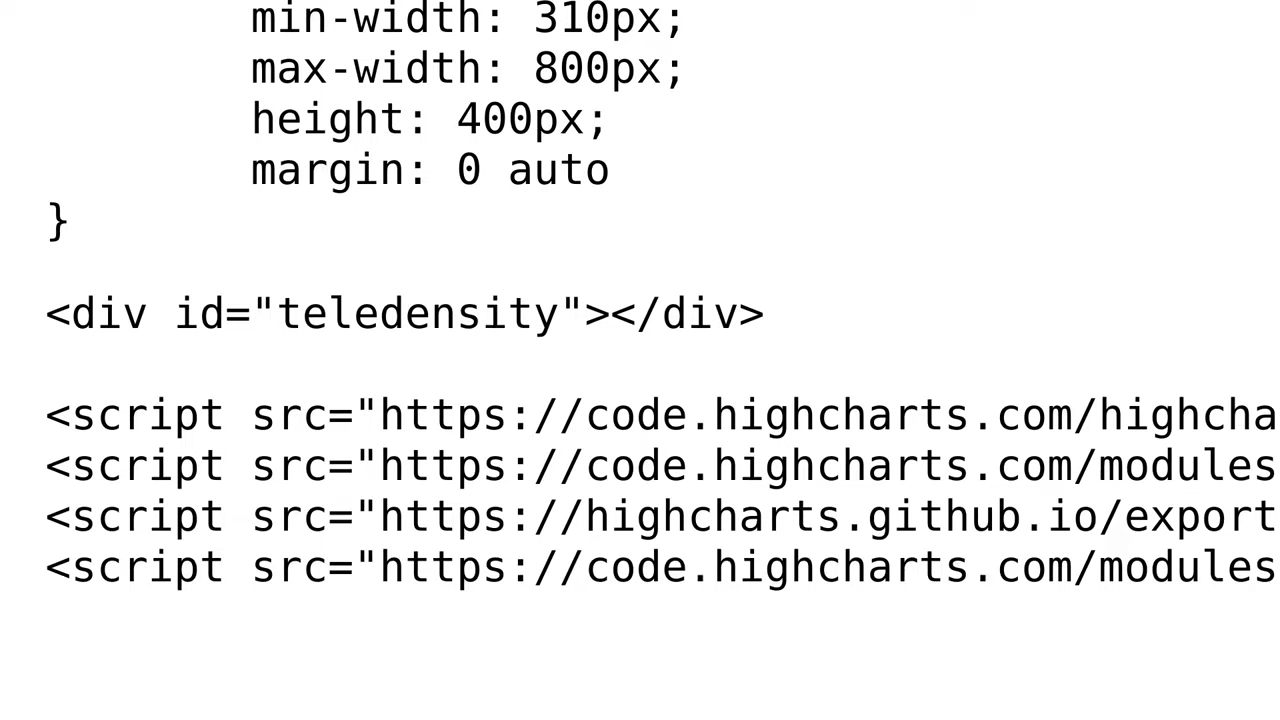 min-width: 310px;
max-width: 800px;
height: 400px;
margin: 0 auto
}
<div id="teledensity"></div>
<script src="https://code.highcharts.com/highcha
<script src="https://code.highcharts.com/modules
<script src="https://highcharts.github.io/export
<script src="https://code.highcharts.com/modules